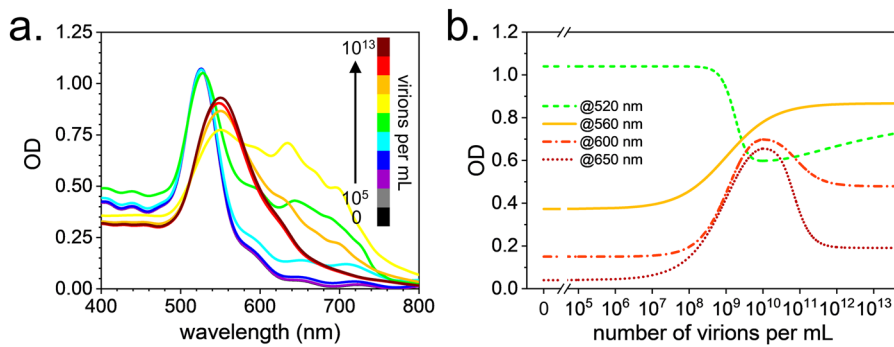 a.
1.25
1.00
0.75
0.50
0.25
0.00
OD
400 500 600 700 800
wavelength (nm)
10¹³
10⁵
0
virions per mL
b.
1.2
1.0
0.8
0.6
0.4
0.2
0.0
OD
@520 nm
@560 nm
@600 nm
@650 nm
0 10⁵ 10⁶ 10⁷ 10⁸ 10⁹ 10¹⁰ 10¹¹ 10¹² 10¹³
number of virions per mL